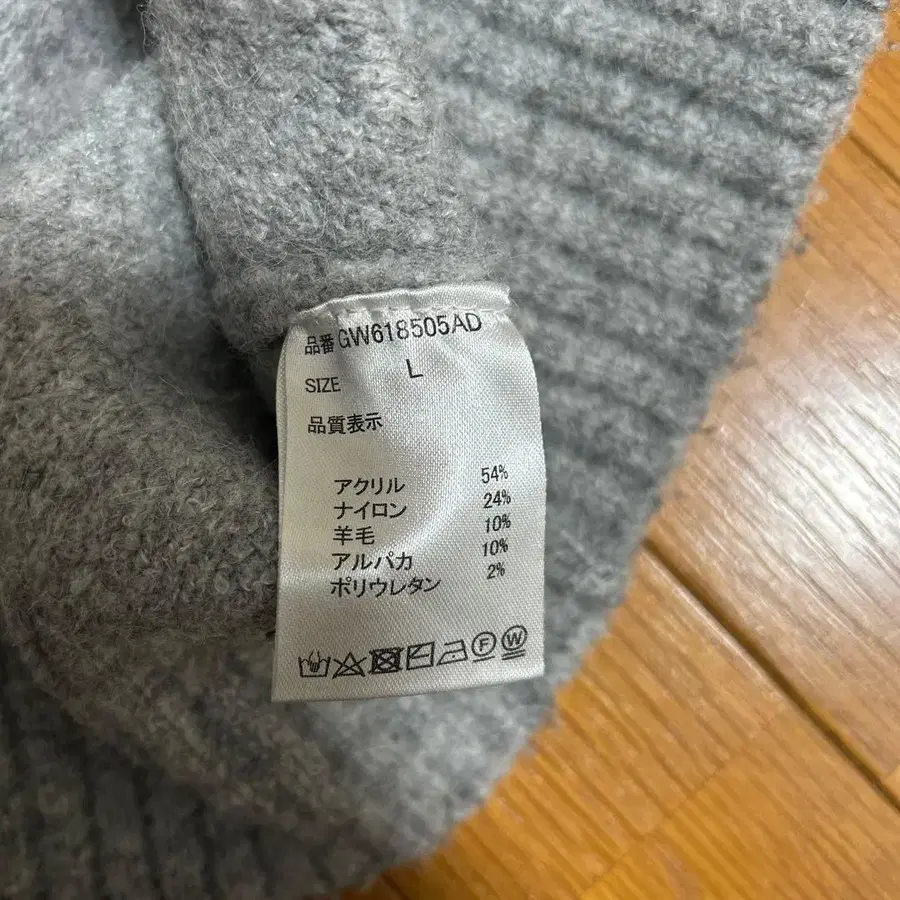 品番 GW618505AD
SIZE L
品質表示
アクリル 54%
ナイロン 24%
羊毛 10%
アルパカ 10%
ポリウレタン 2%
F W